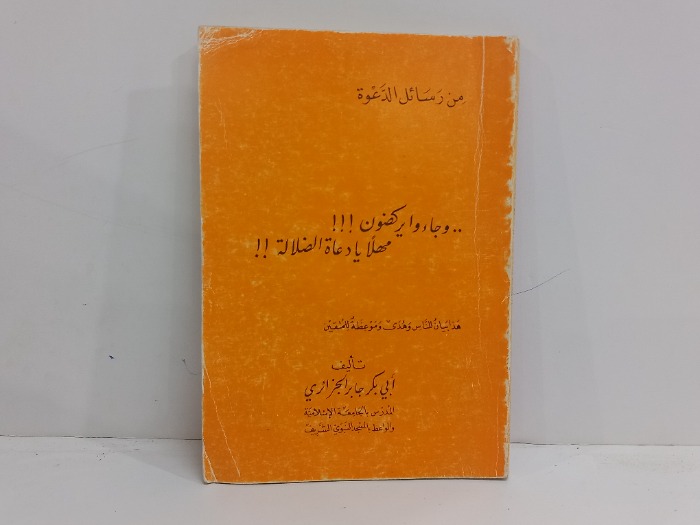 من رسائل الدعوة
.. وجاءوا يركضون !!!
مهلاً يا دعاة الضلالة !!
هذا بيان للناس وهدى وموعظة للمتقين
تأليف
أبي بكر جابر الجزائري
المدرس بالجامعة الإسلامية
والواعظ بالمسجد النبوي الشريف